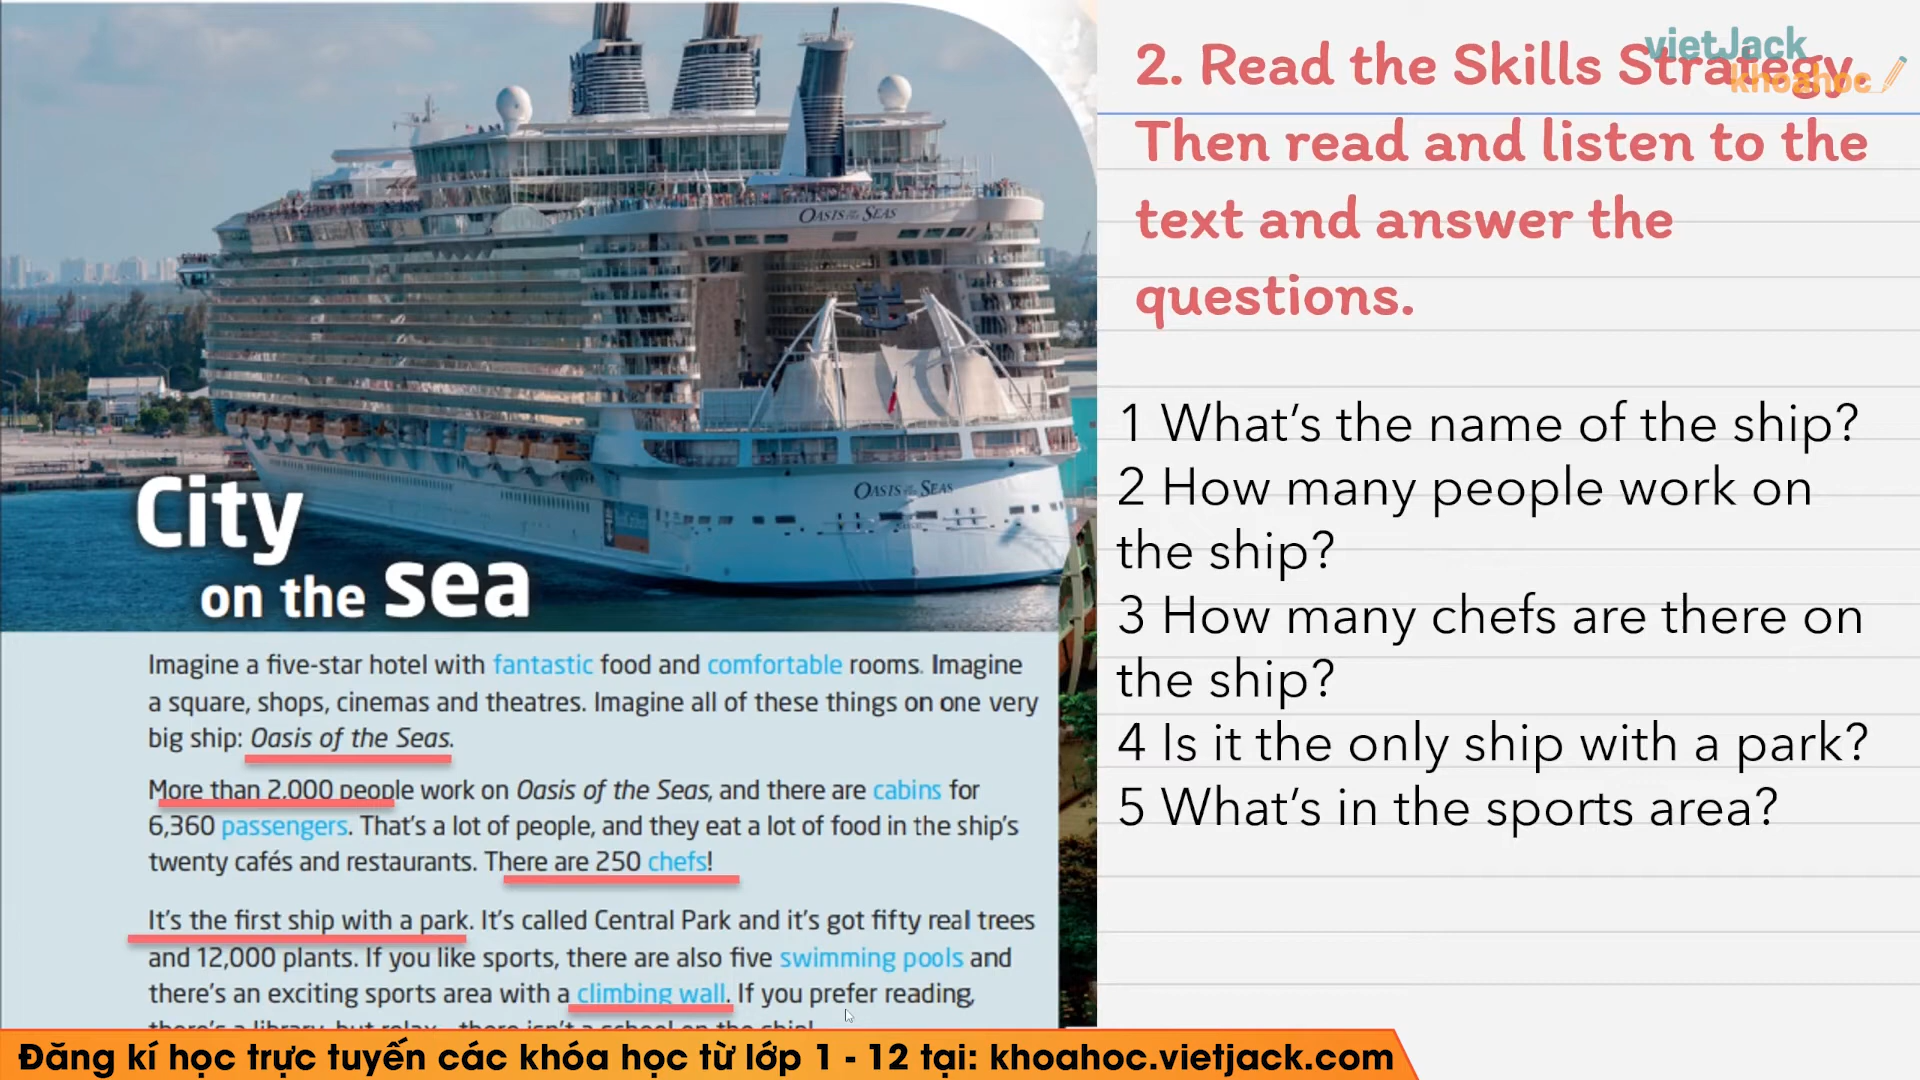 OASIS OF THE SEAS
OASIS OF THE SEAS
City
on the sea
Imagine a five-star hotel with fantastic food and comfortable rooms. Imagine
a square, shops, cinemas and theatres. Imagine all of these things on one very
big ship: Oasis of the Seas.
More than 2,000 people work on Oasis of the Seas, and there are cabins for
6,360 passengers. That's a lot of people, and they eat a lot of food in the ship's
twenty cafés and restaurants. There are 250 chefs!
It's the first ship with a park. It's called Central Park and it's got fifty real trees
and 12,000 plants. If you like sports, there are also five swimming pools and
there's an exciting sports area with a climbing wall. If you prefer reading,
there's a library, but relax – there isn't a school on the ship!
vietJack
khoahoc
2. Read the Skills Strategy.
Then read and listen to the
text and answer the
questions.
1 What's the name of the ship?
2 How many people work on
the ship?
3 How many chefs are there on
the ship?
4 Is it the only ship with a park?
5 What's in the sports area?
Đăng kí học trực tuyến các khóa học từ lớp 1 - 12 tại: khoahoc.vietjack.com